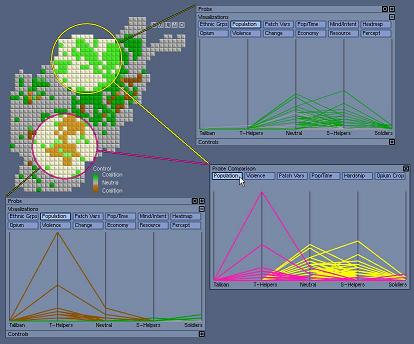 Probe
Visualizations
Ethnic Grps Population Patch Vars Pop/Time Mind/Intent Heatmap
Opium Violence Change Economy Resource Percept
Taliban T-Helpers Neutral S-Helpers Soldiers
Controls
Control
Coalition
Neutral
Coalition
Probe Comparison
Population Violence Patch Vars Pop/Time Hardship Opium Crop
Taliban T-Helpers Neutral S-Helpers Soldiers
Probe
Visualizations
Ethnic Grps Population Patch Vars Pop/Time Mind/Intent Heatmap
Opium Violence Change Economy Resource Percept
Taliban T-Helpers Neutral S-Helpers Soldiers
Controls